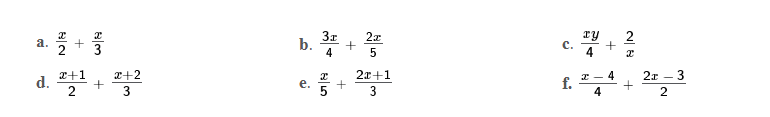 a. x/2 + x/3 b. 3x/4 + 2x/5 c. xy/4 + 2/x
d. x+1/2 + x+2/3 e. x/5 + 2x+1/3 f. x − 4/4 + 2x − 3/2